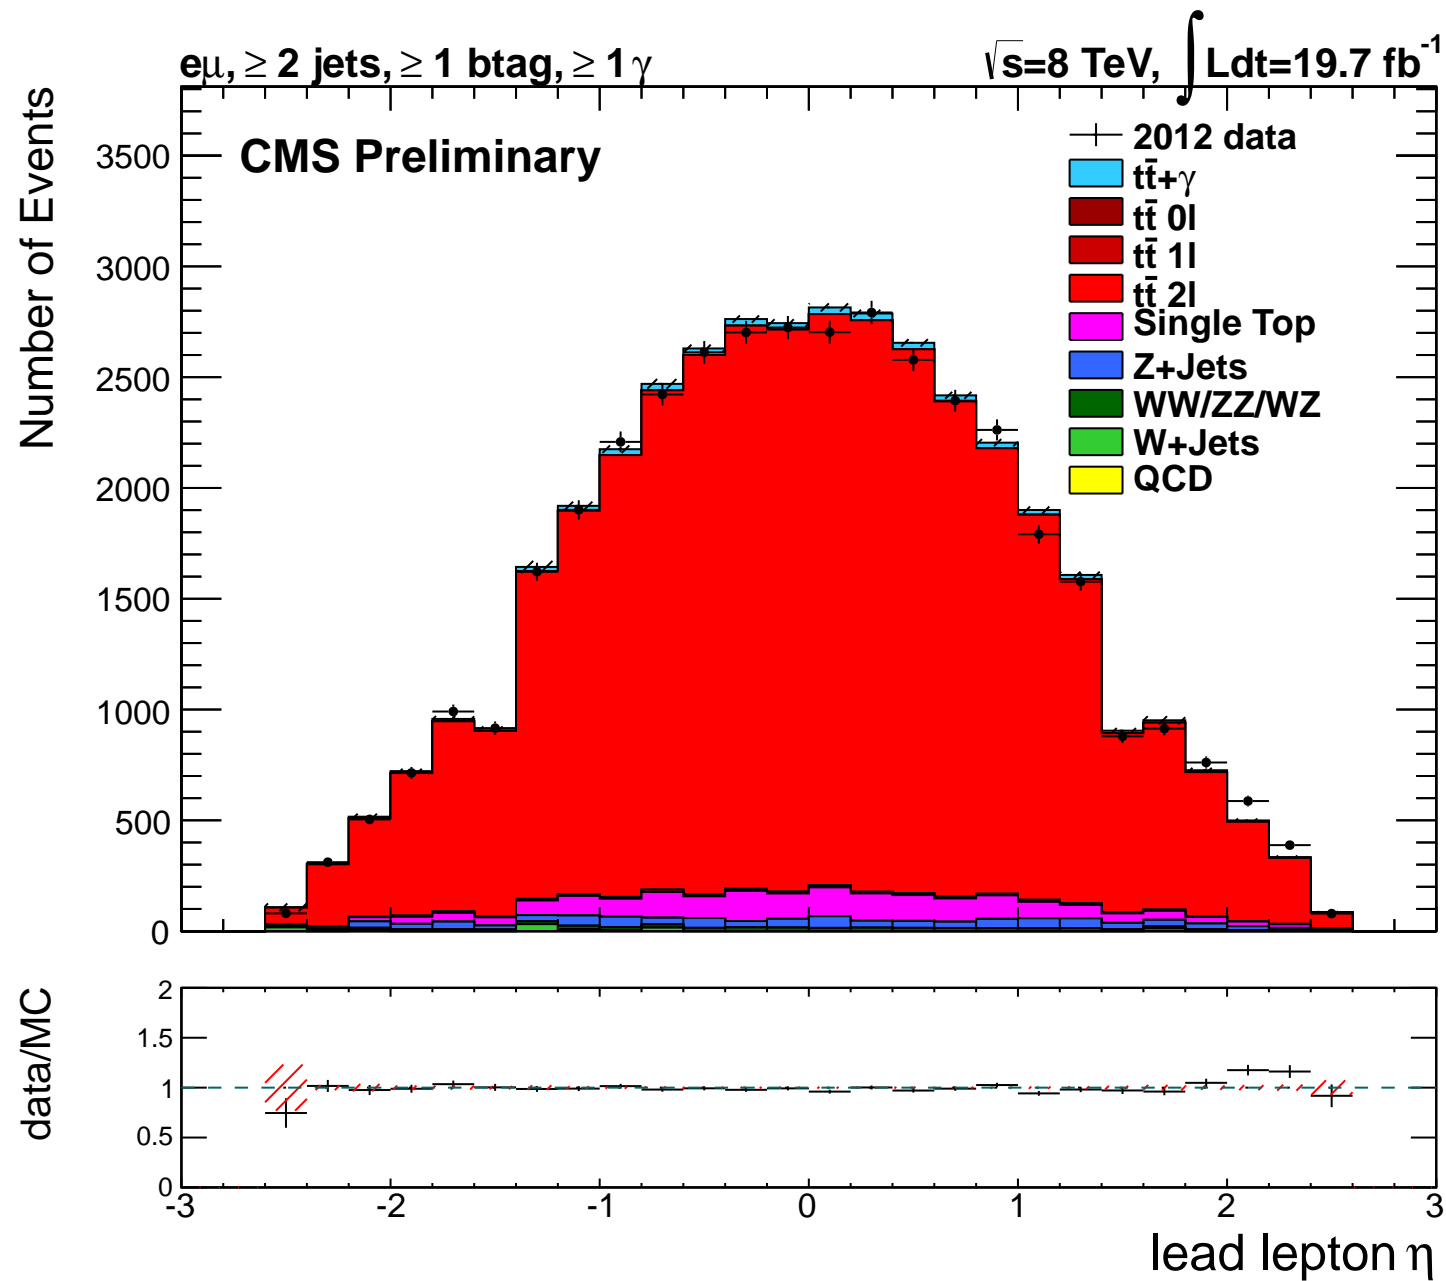 eμ, ≥ 2 jets, ≥ 1 btag, ≥ 1 γ
√s=8 TeV, ∫ Ldt=19.7 fb⁻¹
CMS Preliminary
2012 data
tt̄+γ
tt̄ 0l
tt̄ 1l
tt̄ 2l
Single Top
Z+Jets
WW/ZZ/WZ
W+Jets
QCD
Number of Events
3500
3000
2500
2000
1500
1000
500
0
data/MC
2
1.5
1
0.5
0
-3 -2 -1 0 1 2 3
lead lepton η